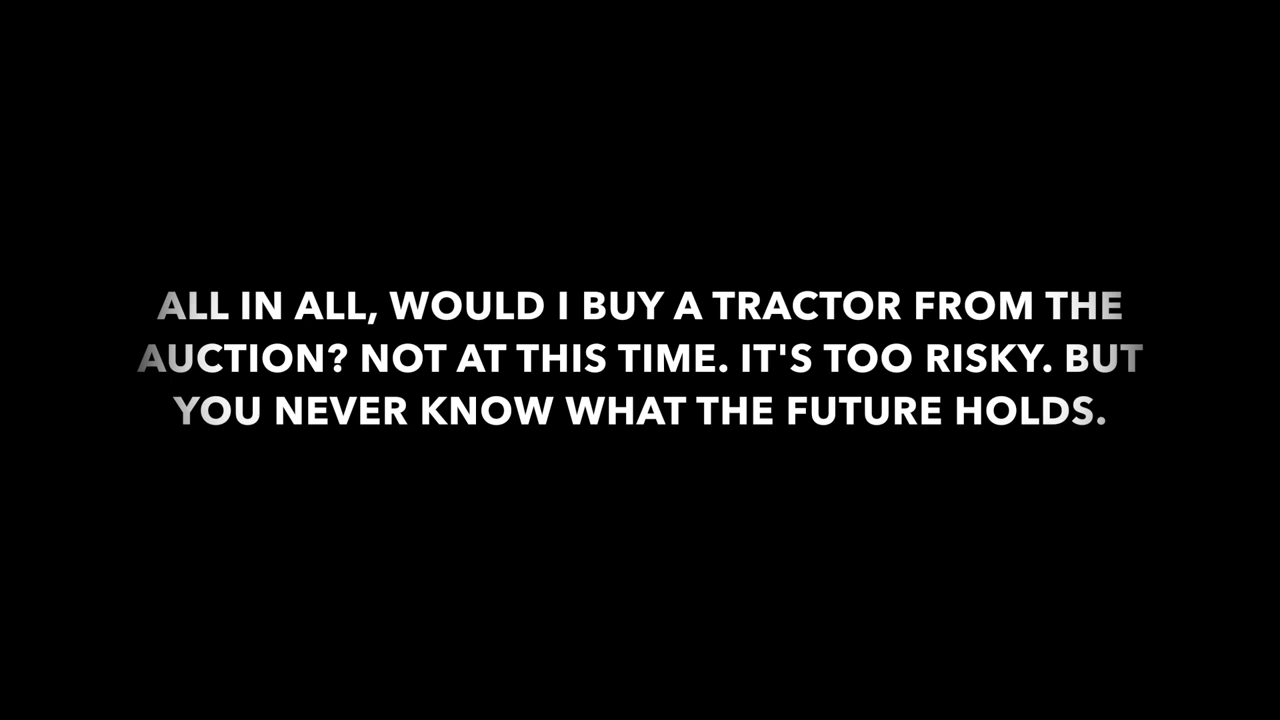 ALL IN ALL, WOULD I BUY A TRACTOR FROM THE
AUCTION? NOT AT THIS TIME. IT'S TOO RISKY. BUT
YOU NEVER KNOW WHAT THE FUTURE HOLDS.